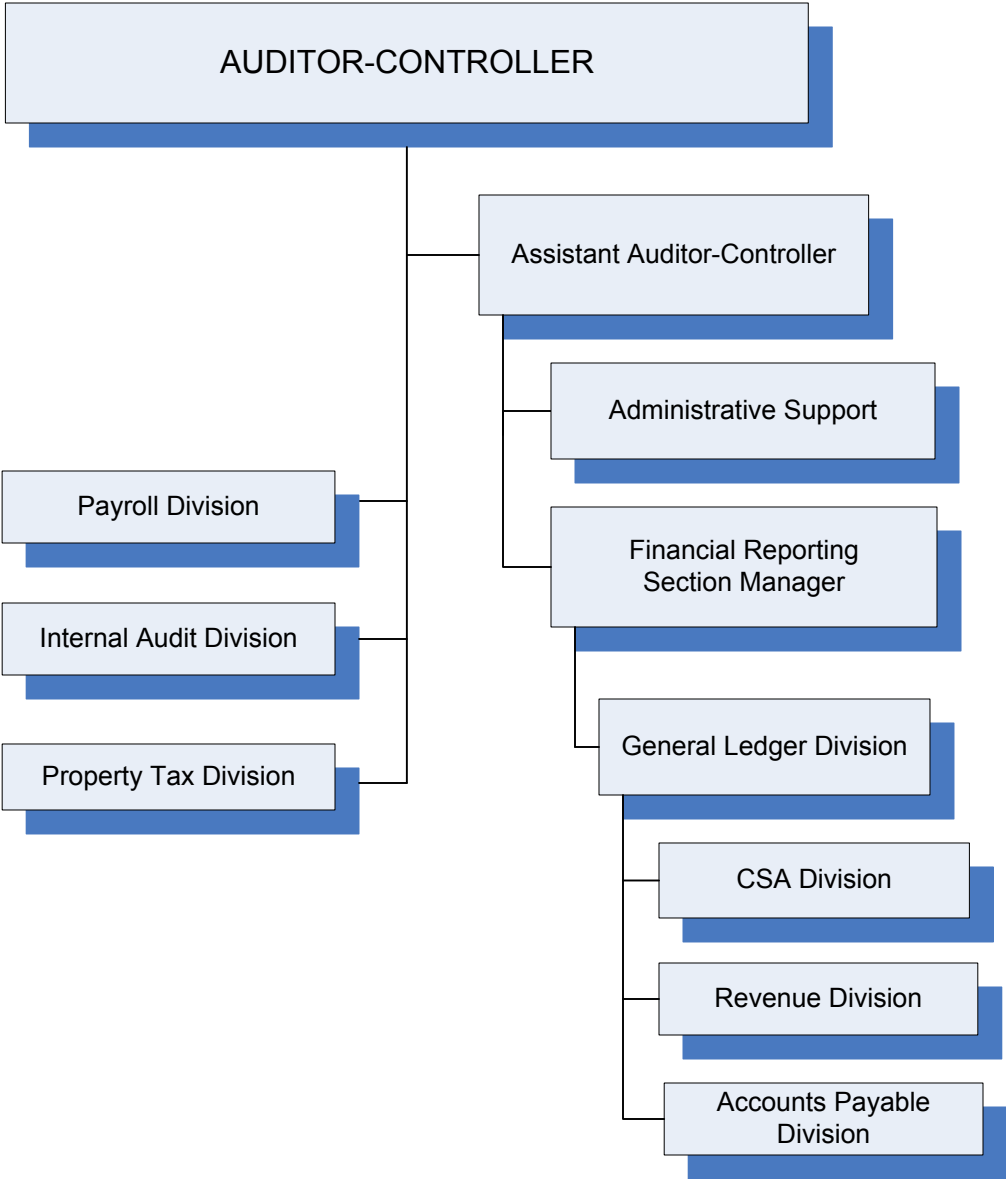 AUDITOR-CONTROLLER
Assistant Auditor-Controller
Administrative Support
Payroll Division
Financial Reporting
Section Manager
Internal Audit Division
General Ledger Division
Property Tax Division
CSA Division
Revenue Division
Accounts Payable
Division